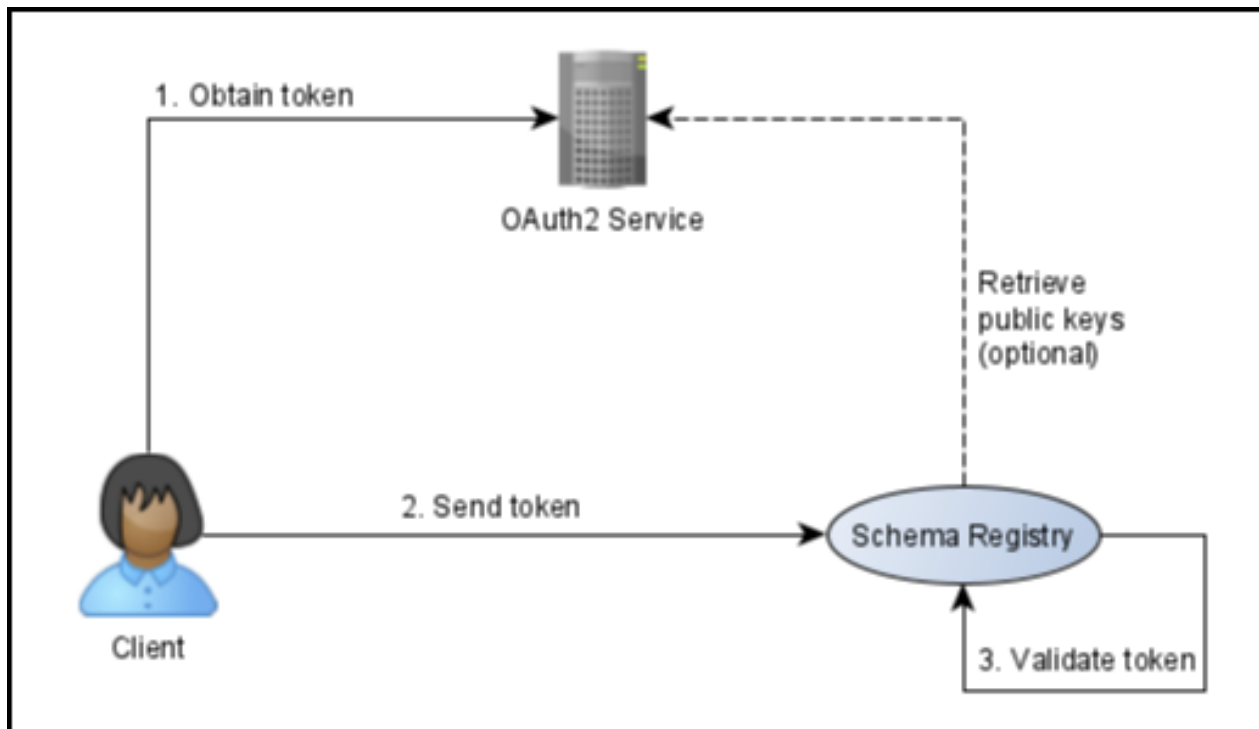 1. Obtain token
OAuth2 Service
Retrieve
public keys
(optional)
2. Send token
Schema Registry
Client
3. Validate token